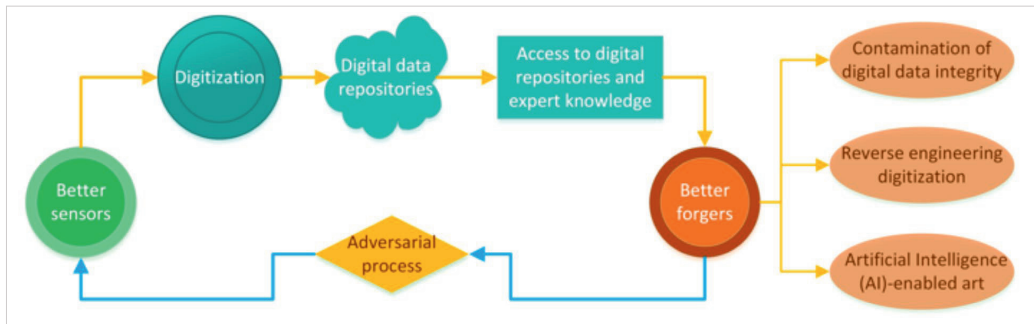 Digitization
Digital data
repositories
Access to digital
repositories and
expert knowledge
Contamination of
digital data integrity
Better
sensors
Adversarial
process
Better
forgers
Reverse engineering
digitization
Artificial Intelligence
(AI)-enabled art